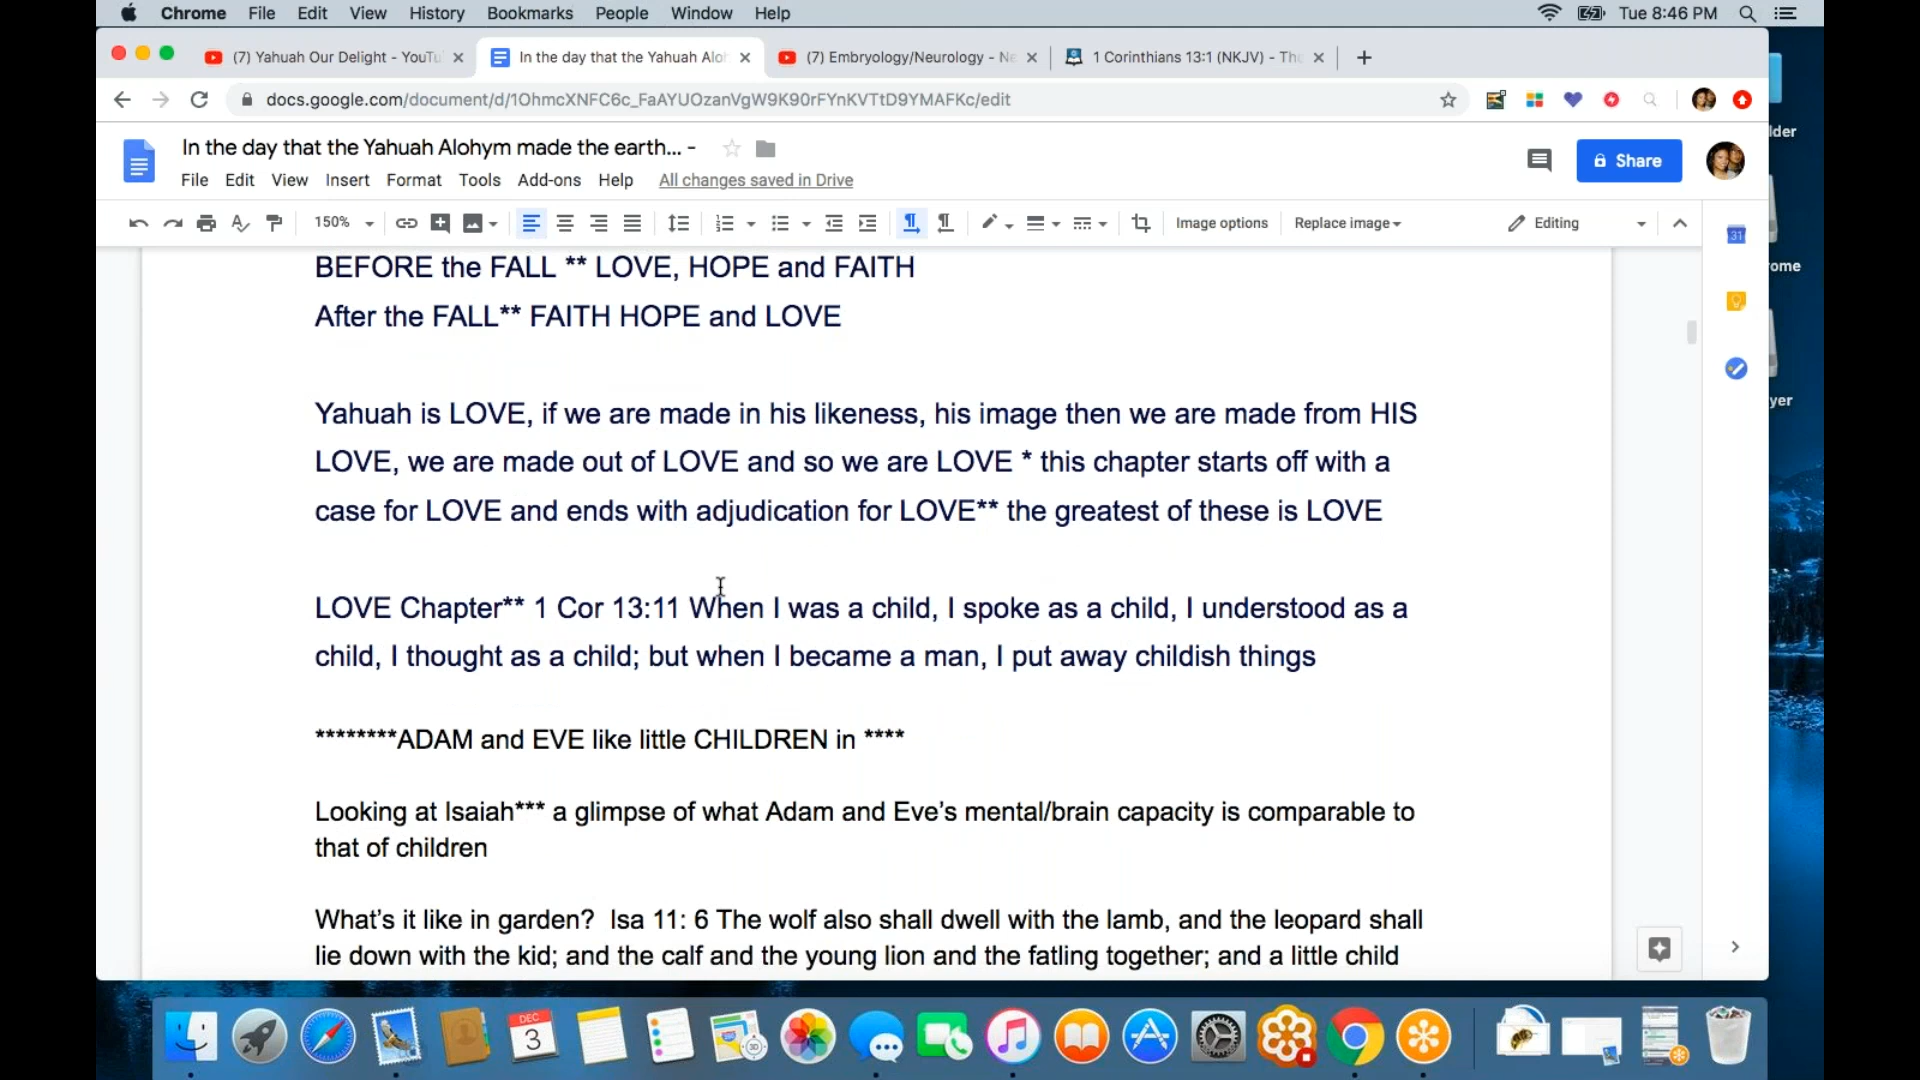 Chrome File Edit View History Bookmarks People Window Help Tue 8:46 PM
(7) Yahuah Our Delight - YouTu In the day that the Yahuah Aloh (7) Embryology/Neurology - Ne 1 Corinthians 13:1 (NKJV) - Th
docs.google.com/document/d/1OhmcXNFC6c_FaAYUOzanVgW9K90rFYnKVTtD9YMAFKc/edit
In the day that the Yahuah Alohym made the earth... -
Share
File Edit View Insert Format Tools Add-ons Help All changes saved in Drive
150% Image options Replace image Editing
31
BEFORE the FALL ** LOVE, HOPE and FAITH
After the FALL** FAITH HOPE and LOVE
Yahuah is LOVE, if we are made in his likeness, his image then we are made from HIS
LOVE, we are made out of LOVE and so we are LOVE * this chapter starts off with a
case for LOVE and ends with adjudication for LOVE** the greatest of these is LOVE
LOVE Chapter** 1 Cor 13:11 When I was a child, I spoke as a child, I understood as a
child, I thought as a child; but when I became a man, I put away childish things
********ADAM and EVE like little CHILDREN in ****
Looking at Isaiah*** a glimpse of what Adam and Eve's mental/brain capacity is comparable to
that of children
What's it like in garden?  Isa 11: 6 The wolf also shall dwell with the lamb, and the leopard shall
lie down with the kid; and the calf and the young lion and the fatling together; and a little child
lder
ome
yer
DEC
3